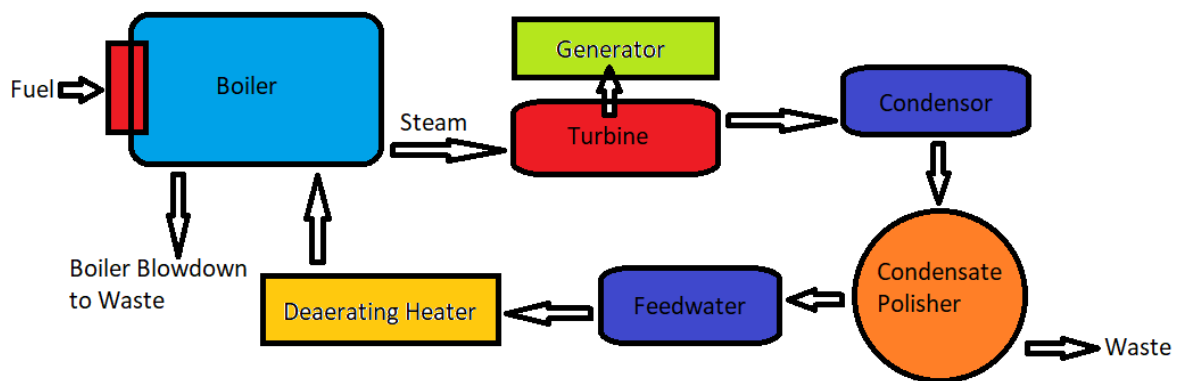 Generator
Fuel
Boiler
Condensor
Steam
Turbine
Boiler Blowdown
to Waste
Deaerating Heater
Feedwater
Condensate
Polisher
Waste